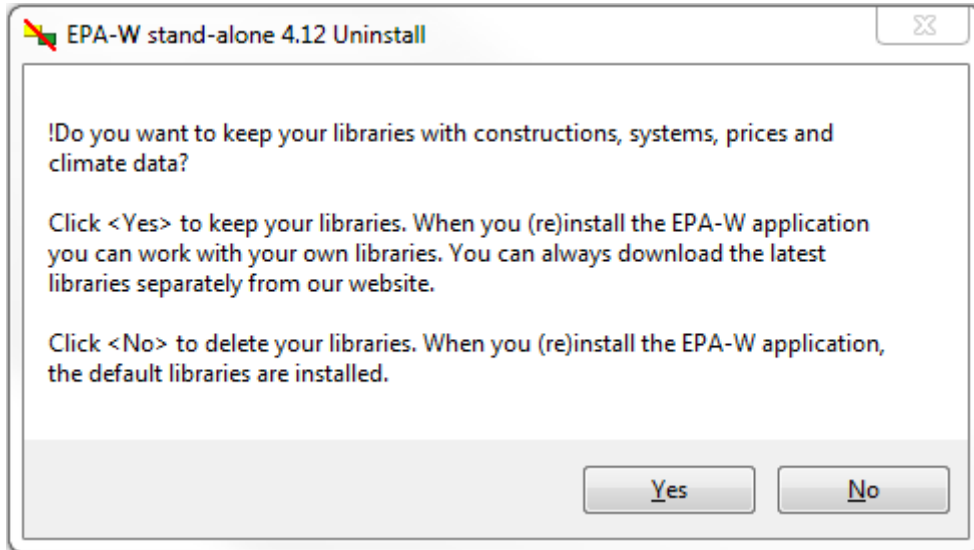 EPA-W stand-alone 4.12 Uninstall
!Do you want to keep your libraries with constructions, systems, prices and
climate data?
Click <Yes> to keep your libraries. When you (re)install the EPA-W application
you can work with your own libraries. You can always download the latest
libraries separately from our website.
Click <No> to delete your libraries. When you (re)install the EPA-W application,
the default libraries are installed.
Yes
No